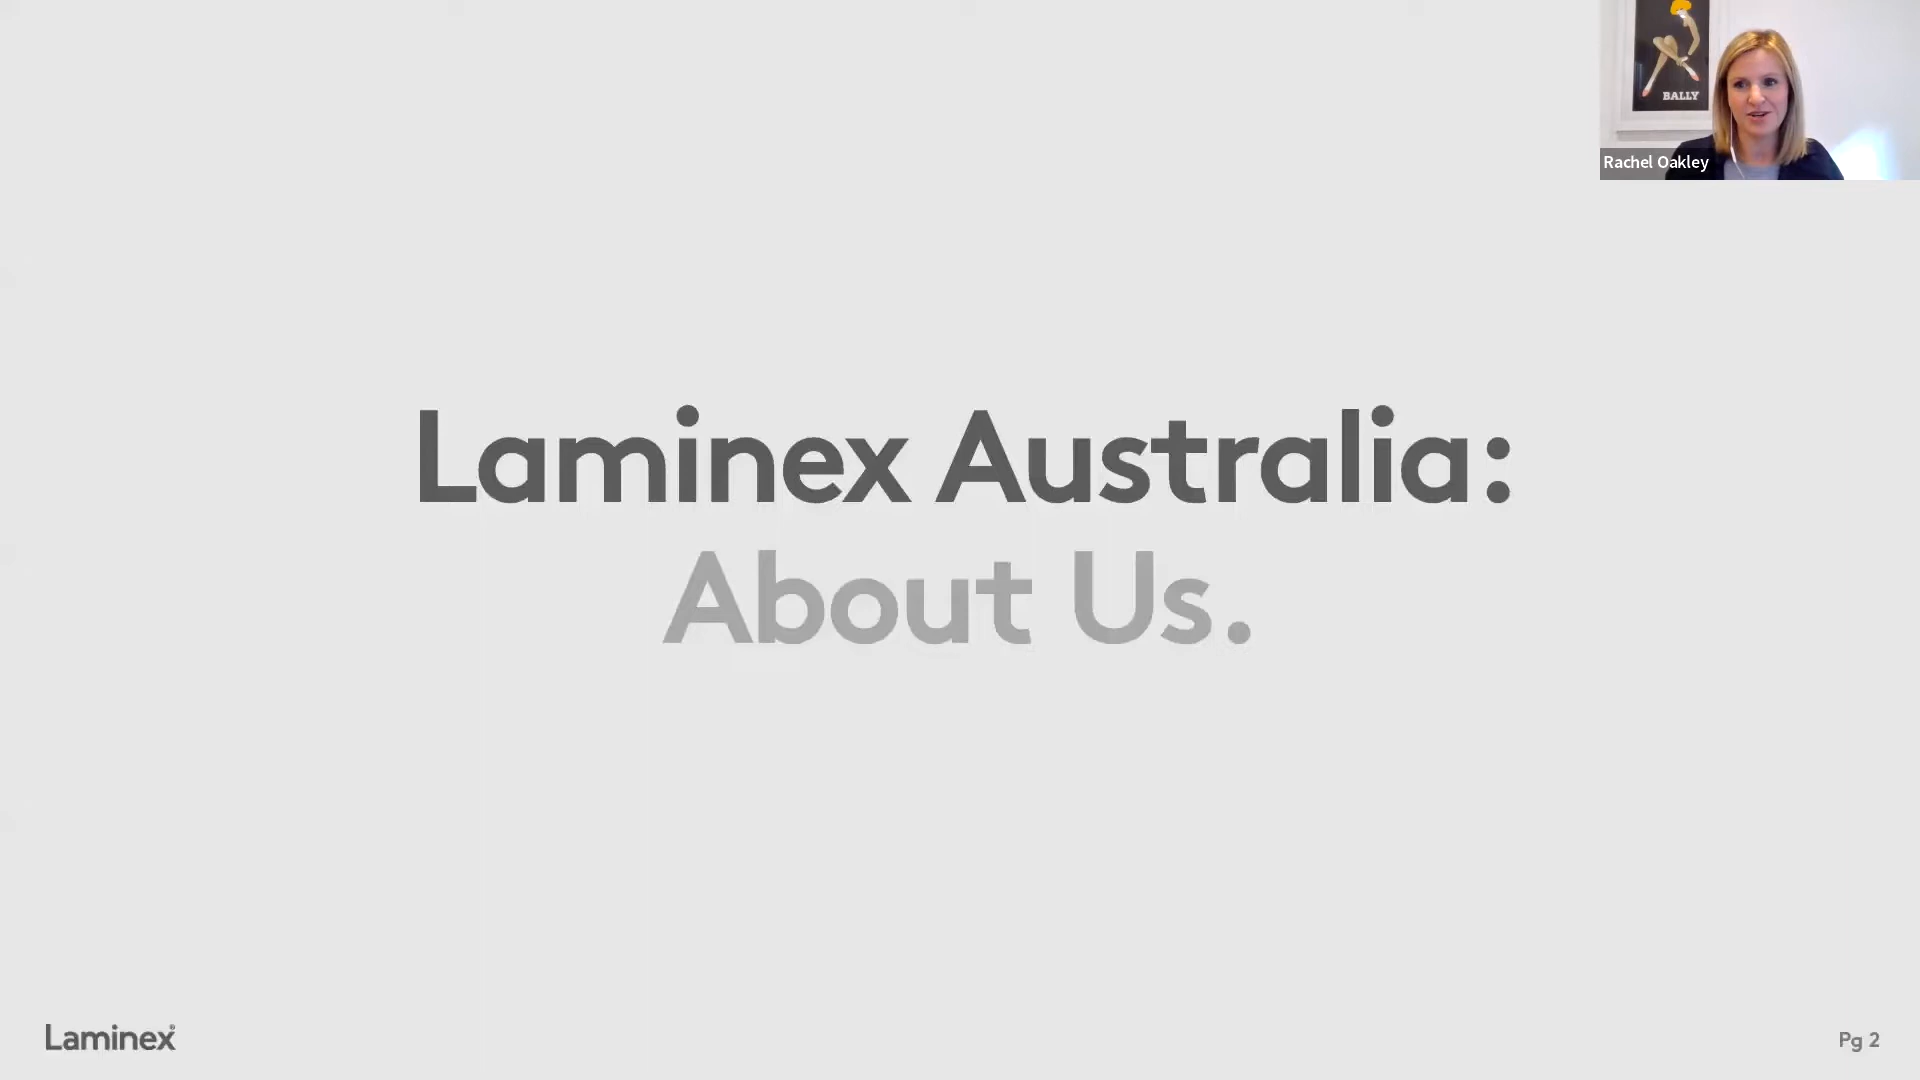 BALLY
Rachel Oakley
Laminex Australia:
About Us.
Laminex®
Pg 2